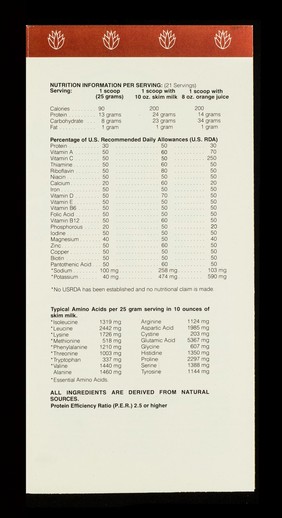 NUTRITION INFORMATION PER SERVING: (21 Servings)
Serving: 1 scoop 1 scoop with 1 scoop with
(25 grams) 10 oz. skim milk 8 oz. orange juice
Calories 90 200 200
Protein 13 grams 24 grams 14 grams
Carbohydrate 8 grams 23 grams 34 grams
Fat 1 gram 1 gram 1 gram
Percentage of U.S. Recommended Daily Allowances (U.S. RDA)
Protein 30 50 30
Vitamin A 50 60 70
Vitamin C 50 50 250
Thiamine 50 60 50
Riboflavin 50 80 50
Niacin 50 50 50
Calcium 20 60 20
Iron 50 50 50
Vitamin D 50 70 50
Vitamin E 50 50 50
Vitamin B6 50 50 50
Folic Acid 50 50 50
Vitamin B12 50 60 50
Phosphorous 20 50 20
Iodine 50 50 50
Magnesium 40 50 40
Zinc 50 60 50
Copper 50 50 50
Biotin 50 50 50
Pantothenic Acid 50 60 50
*Sodium 100 mg 258 mg 103 mg
*Potassium 40 mg 474 mg 590 mg
*No USRDA has been established and no nutritional claim is made
Typical Amino Acids per 25 gram serving in 10 ounces of
skim milk.
*Isoleucine 1319 mg Arginine 1124 mg
*Leucine 2442 mg Aspartic Acid 1985 mg
*Lysine 1726 mg Cystine 203 mg
*Methionine 518 mg Glutamic Acid 5367 mg
*Phenylalanine 1210 mg Glycine 607 mg
*Threonine 1003 mg Histidine 1350 mg
*Tryptophan 337 mg Proline 2297 mg
*Valine 1440 mg Serine 1388 mg
Alanine 1460 mg Tyrosine 1144 mg
*Essential Amino Acids.
ALL INGREDIENTS ARE DERIVED FROM NATURAL
SOURCES.
Protein Efficiency Ratio (P.E.R.) 2.5 or higher